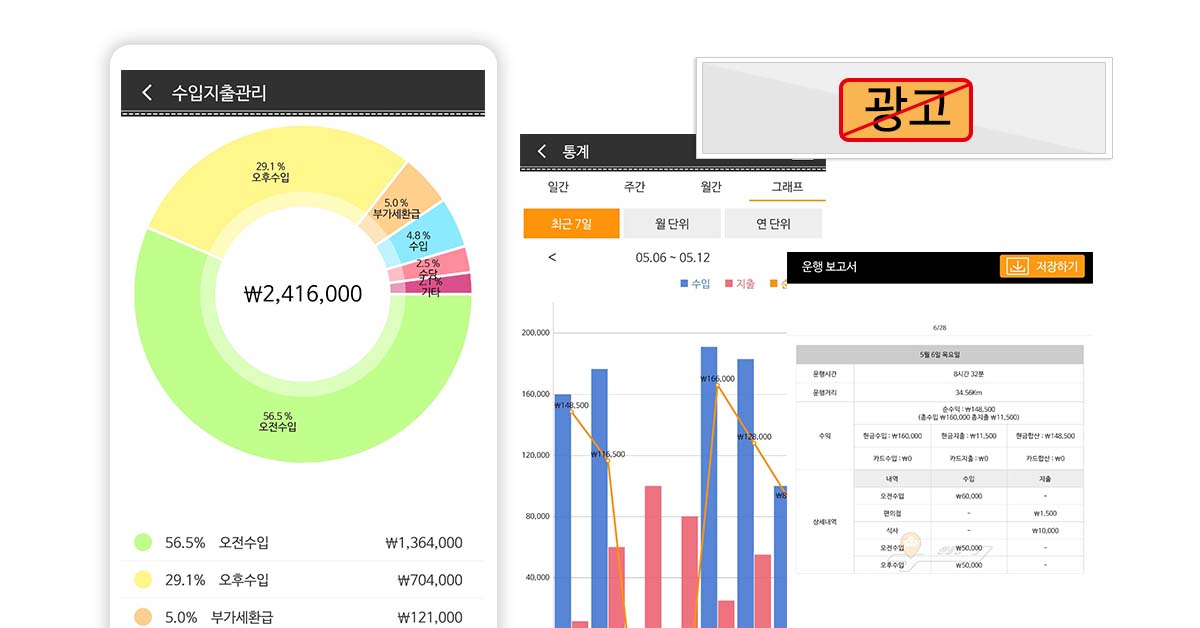 수입지출관리
29.1 %
오후수입
5.0 %
부가세환급
4.8 %
수입
2.5 %
수당
2.1 %
기타
₩2,416,000
56.5 %
오전수입
56.5% 오전수입 ₩1,364,000
29.1% 오후수입 ₩704,000
5.0% 부가세환급 ₩121,000
통계
일간 주간 월간 그래프
최근 7일 월 단위 연 단위
< 05.06 ~ 05.12
수입 지출
200,000
160,000
120,000
80,000
40,000
₩148,500
₩116,500
₩166,000
₩128,000
광고
운행 보고서 저장하기
6/28
5월 6일 목요일
운행시간 8시간 32분
운행거리 34.56Km
수익
순수익 : ₩148,500
(총수입 ₩160,000 총지출 ₩11,500)
현금수입 : ₩160,000 현금지출 : ₩11,500 현금합산 : ₩148,500
카드수입 : ₩0 카드지출 : ₩0 카드합산 : ₩0
상세내역
내역 수입 지출
오전수입 ₩60,000 -
편의점 - ₩1,500
식사 - ₩10,000
오전수입 ₩50,000 -
오후수입 ₩50,000 -